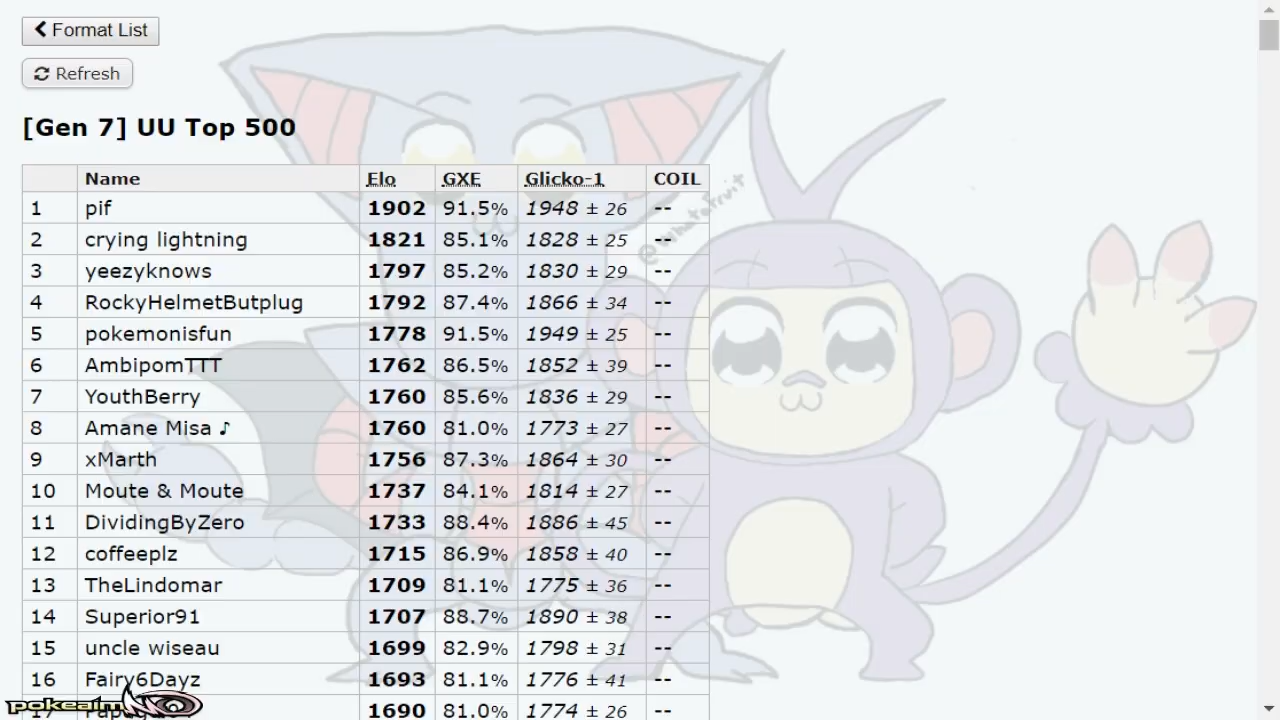 Format List
Refresh
[Gen 7] UU Top 500
Name Elo GXE Glicko-1 COIL
1 pif 1902 91.5% 1948 ± 26 --
2 crying lightning 1821 85.1% 1828 ± 25 --
3 yeezyknows 1797 85.2% 1830 ± 29 --
4 RockyHelmetButplug 1792 87.4% 1866 ± 34 --
5 pokemonisfun 1778 91.5% 1949 ± 25 --
6 AmbipomTTT 1762 86.5% 1852 ± 39 --
7 YouthBerry 1760 85.6% 1836 ± 29 --
8 Amane Misa ♪ 1760 81.0% 1773 ± 27 --
9 xMarth 1756 87.3% 1864 ± 30 --
10 Moute & Moute 1737 84.1% 1814 ± 27 --
11 DividingByZero 1733 88.4% 1886 ± 45 --
12 coffeeplz 1715 86.9% 1858 ± 40 --
13 TheLindomar 1709 81.1% 1775 ± 36 --
14 Superior91 1707 88.7% 1890 ± 38 --
15 uncle wiseau 1699 82.9% 1798 ± 31 --
16 Fairy6Dayz 1693 81.1% 1776 ± 41 --
17 1690 81.0% 1774 ± 26 --
@Whatafruit
pokeaim